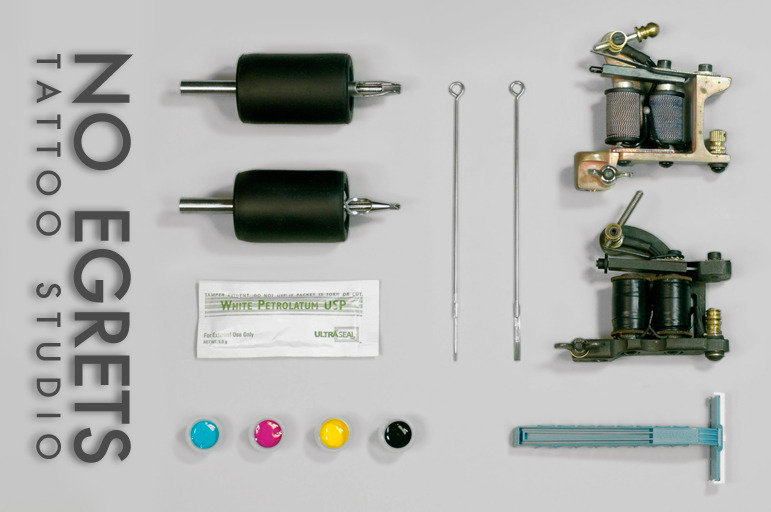 NO EGRETS
TATTOO STUDIO
TAMPER EVIDENT-DO NOT USE IF PACKET IS TORN OR CUT
WHITE PETROLATUM USP
For External Use Only
NET WT. 5.0 g
ULTRASEAL